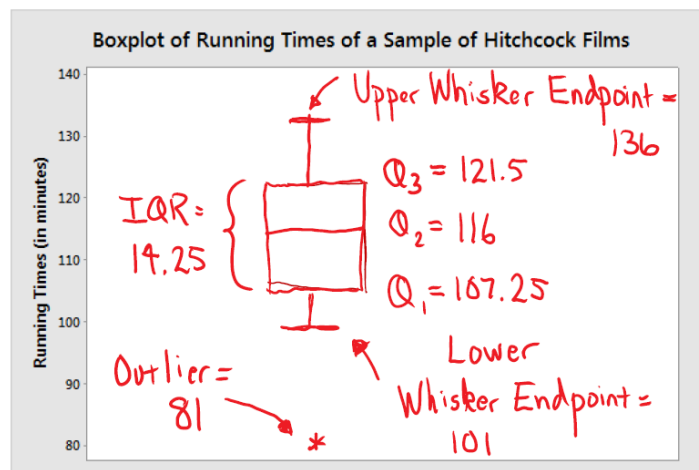 Boxplot of Running Times of a Sample of Hitchcock Films
Running Times (in minutes)
140
130
120
110
100
90
80
Upper Whisker Endpoint =
136
Q3 = 121.5
Q2 = 116
Q1 = 107.25
IQR =
14.25
Lower
Whisker Endpoint =
101
Outlier =
81
*